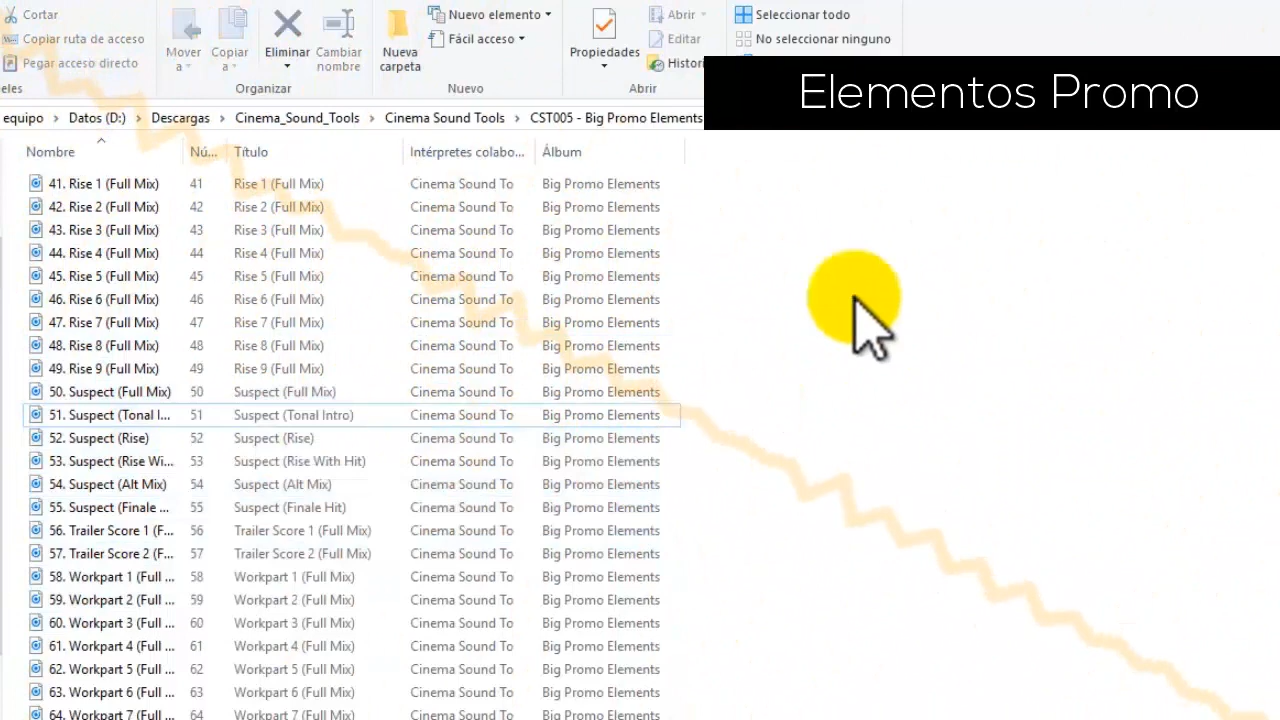 Cortar
Copiar ruta de acceso
Pegar acceso directo
Mover a
Copiar a
Eliminar
Cambiar nombre
Organizar
Nueva carpeta
Nuevo elemento
Fácil acceso
Nuevo
Propiedades
Abrir
Editar
Histori
Abrir
Seleccionar todo
No seleccionar ninguno
Elementos Promo
equipo > Datos (D:) > Descargas > Cinema_Sound_Tools > Cinema Sound Tools > CST005 - Big Promo Elements
Nombre Nú... Título Intérpretes colabo... Álbum
41. Rise 1 (Full Mix) 41 Rise 1 (Full Mix) Cinema Sound To Big Promo Elements
42. Rise 2 (Full Mix) 42 Rise 2 (Full Mix) Cinema Sound To Big Promo Elements
43. Rise 3 (Full Mix) 43 Rise 3 (Full Mix) Cinema Sound To Big Promo Elements
44. Rise 4 (Full Mix) 44 Rise 4 (Full Mix) Cinema Sound To Big Promo Elements
45. Rise 5 (Full Mix) 45 Rise 5 (Full Mix) Cinema Sound To Big Promo Elements
46. Rise 6 (Full Mix) 46 Rise 6 (Full Mix) Cinema Sound To Big Promo Elements
47. Rise 7 (Full Mix) 47 Rise 7 (Full Mix) Cinema Sound To Big Promo Elements
48. Rise 8 (Full Mix) 48 Rise 8 (Full Mix) Cinema Sound To Big Promo Elements
49. Rise 9 (Full Mix) 49 Rise 9 (Full Mix) Cinema Sound To Big Promo Elements
50. Suspect (Full Mix) 50 Suspect (Full Mix) Cinema Sound To Big Promo Elements
51. Suspect (Tonal I... 51 Suspect (Tonal Intro) Cinema Sound To Big Promo Elements
52. Suspect (Rise) 52 Suspect (Rise) Cinema Sound To Big Promo Elements
53. Suspect (Rise Wi... 53 Suspect (Rise With Hit) Cinema Sound To Big Promo Elements
54. Suspect (Alt Mix) 54 Suspect (Alt Mix) Cinema Sound To Big Promo Elements
55. Suspect (Finale ... 55 Suspect (Finale Hit) Cinema Sound To Big Promo Elements
56. Trailer Score 1 (F... 56 Trailer Score 1 (Full Mix) Cinema Sound To Big Promo Elements
57. Trailer Score 2 (F... 57 Trailer Score 2 (Full Mix) Cinema Sound To Big Promo Elements
58. Workpart 1 (Full ... 58 Workpart 1 (Full Mix) Cinema Sound To Big Promo Elements
59. Workpart 2 (Full ... 59 Workpart 2 (Full Mix) Cinema Sound To Big Promo Elements
60. Workpart 3 (Full ... 60 Workpart 3 (Full Mix) Cinema Sound To Big Promo Elements
61. Workpart 4 (Full ... 61 Workpart 4 (Full Mix) Cinema Sound To Big Promo Elements
62. Workpart 5 (Full ... 62 Workpart 5 (Full Mix) Cinema Sound To Big Promo Elements
63. Workpart 6 (Full ... 63 Workpart 6 (Full Mix) Cinema Sound To Big Promo Elements
64. Workpart 7 (Full ... 64 Workpart 7 (Full Mix) Cinema Sound To Big Promo Elements